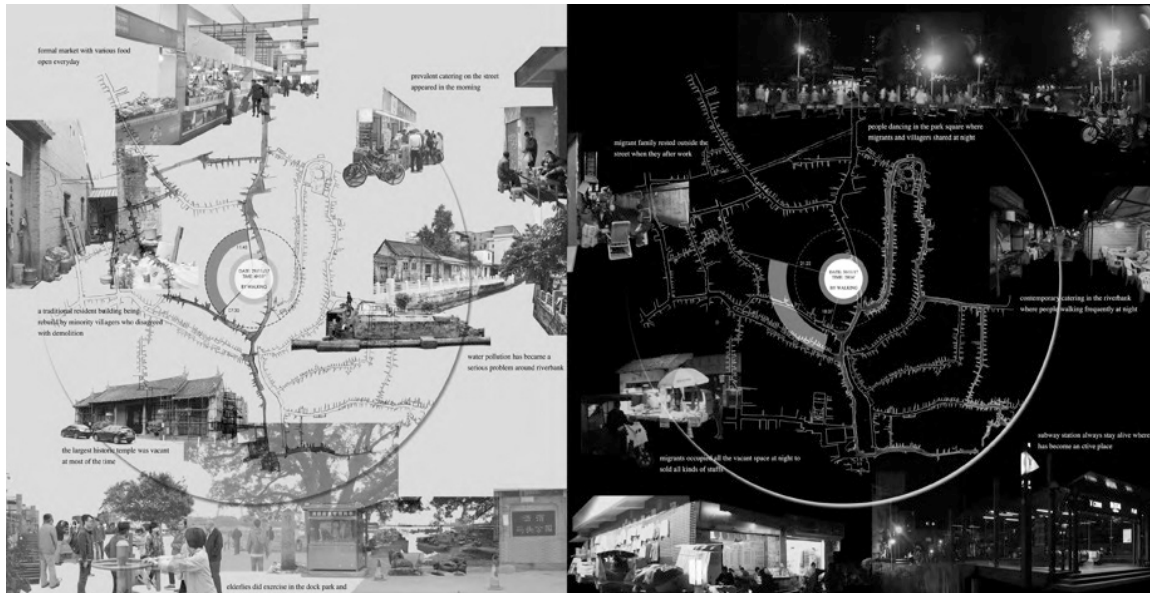 formal market with various food
open everyday
prevalent catering on the street
appeared in the morning
a traditional resident building being
rebuild by minority villagers who disagreed
with demolition
water pollution has became a
serious problem around riverbank
the largest historic temple was vacant
at most of the time
elderlies did exercise in the dock park and
TIME MAP
BY WALKING
people dancing in the park square where
migrants and villagers shared at night
migrant family rested outside the
street when they after work
contemporary catering in the riverbank
where people walking frequently at night
TIME MAP
BY WALKING
migrants occupied all the vacant space at night to
sold all kinds of stuffs
subway station always stay alive where
has become an ctive place